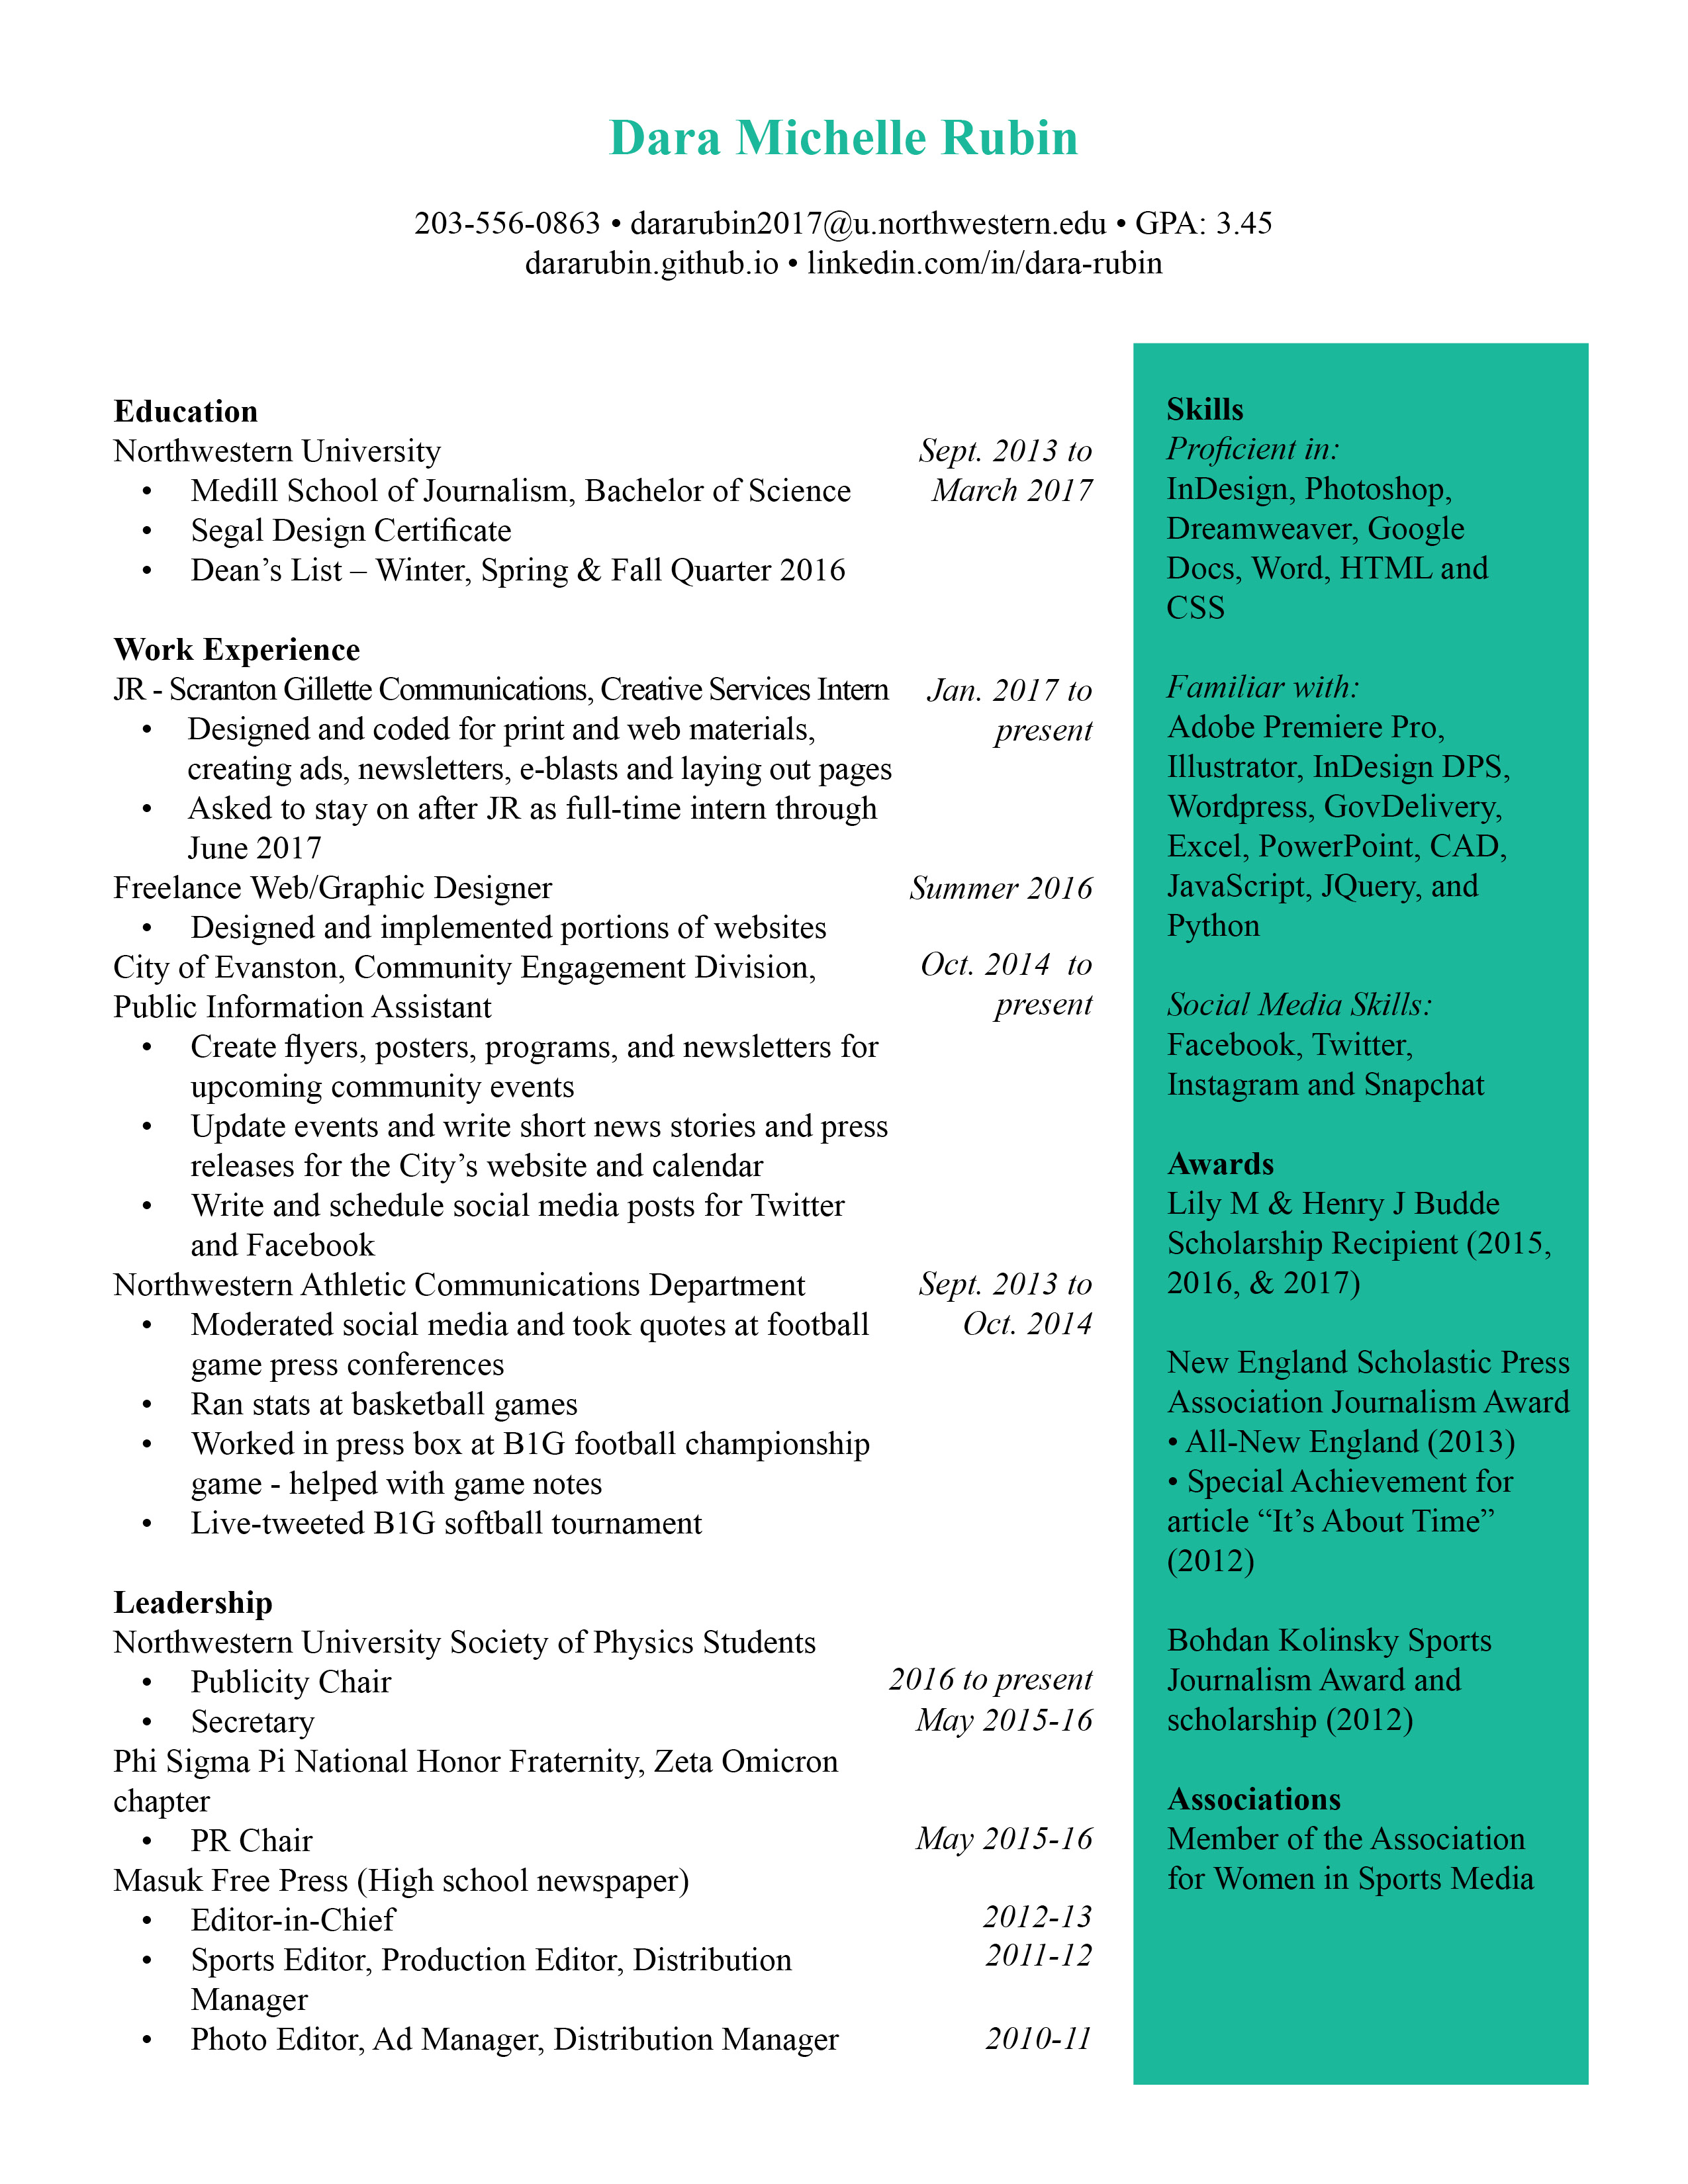 Dara Michelle Rubin
203-556-0863 • dararubin2017@u.northwestern.edu • GPA: 3.45
dararubin.github.io • linkedin.com/in/dara-rubin
Education
Northwestern University Sept. 2013 to
• Medill School of Journalism, Bachelor of Science March 2017
• Segal Design Certificate
• Dean’s List – Winter, Spring & Fall Quarter 2016
Work Experience
JR - Scranton Gillette Communications, Creative Services Intern Jan. 2017 to
• Designed and coded for print and web materials, present
creating ads, newsletters, e-blasts and laying out pages
• Asked to stay on after JR as full-time intern through
June 2017
Freelance Web/Graphic Designer Summer 2016
• Designed and implemented portions of websites
City of Evanston, Community Engagement Division, Oct. 2014 to
Public Information Assistant present
• Create flyers, posters, programs, and newsletters for
upcoming community events
• Update events and write short news stories and press
releases for the City’s website and calendar
• Write and schedule social media posts for Twitter
and Facebook
Northwestern Athletic Communications Department Sept. 2013 to
• Moderated social media and took quotes at football Oct. 2014
game press conferences
• Ran stats at basketball games
• Worked in press box at B1G football championship
game - helped with game notes
• Live-tweeted B1G softball tournament
Leadership
Northwestern University Society of Physics Students
• Publicity Chair 2016 to present
• Secretary May 2015-16
Phi Sigma Pi National Honor Fraternity, Zeta Omicron
chapter
• PR Chair May 2015-16
Masuk Free Press (High school newspaper)
• Editor-in-Chief 2012-13
• Sports Editor, Production Editor, Distribution 2011-12
Manager
• Photo Editor, Ad Manager, Distribution Manager 2010-11
Skills
Proficient in:
InDesign, Photoshop,
Dreamweaver, Google
Docs, Word, HTML and
CSS
Familiar with:
Adobe Premiere Pro,
Illustrator, InDesign DPS,
Wordpress, GovDelivery,
Excel, PowerPoint, CAD,
JavaScript, JQuery, and
Python
Social Media Skills:
Facebook, Twitter,
Instagram and Snapchat
Awards
Lily M & Henry J Budde
Scholarship Recipient (2015,
2016, & 2017)
New England Scholastic Press
Association Journalism Award
• All-New England (2013)
• Special Achievement for
article “It’s About Time”
(2012)
Bohdan Kolinsky Sports
Journalism Award and
scholarship (2012)
Associations
Member of the Association
for Women in Sports Media